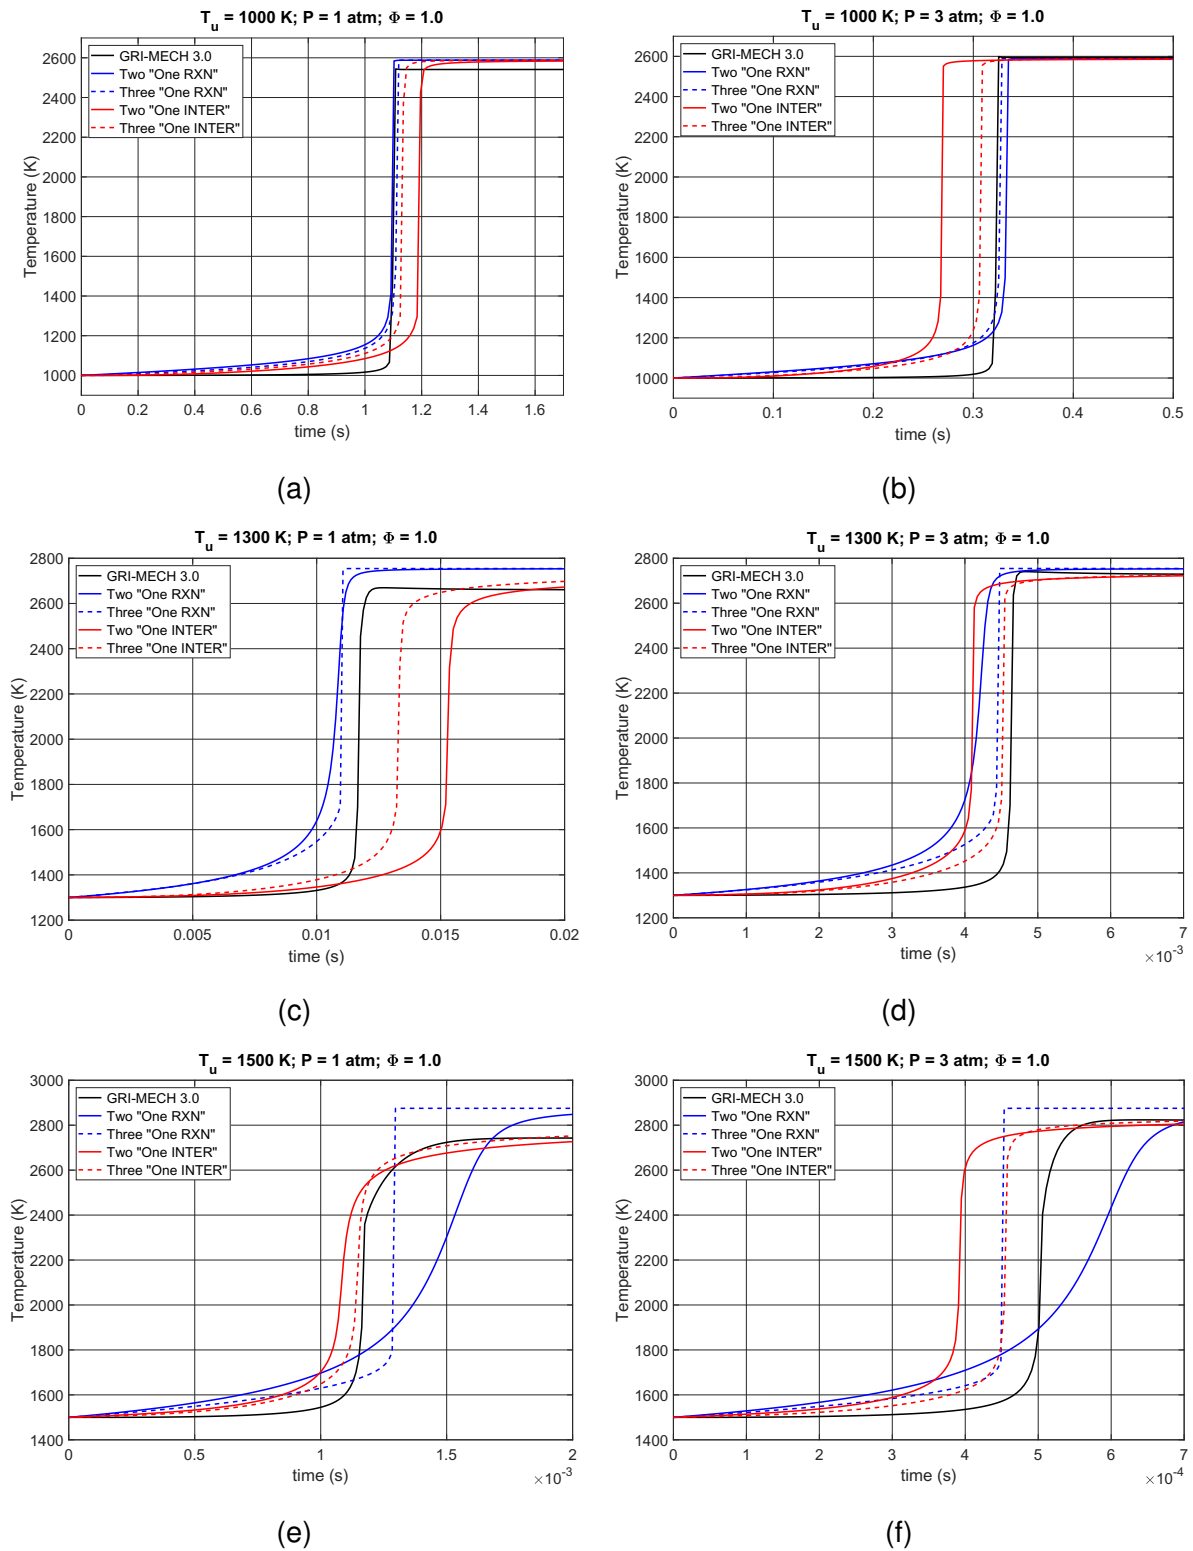 T_u = 1000 K; P = 1 atm; Φ = 1.0
GRI-MECH 3.0
Two "One RXN"
Three "One RXN"
Two "One INTER"
Three "One INTER"
2600
2400
2200
2000
1800
1600
1400
1200
1000
Temperature (K)
0 0.2 0.4 0.6 0.8 1 1.2 1.4 1.6
time (s)
(a)
T_u = 1000 K; P = 3 atm; Φ = 1.0
GRI-MECH 3.0
Two "One RXN"
Three "One RXN"
Two "One INTER"
Three "One INTER"
2600
2400
2200
2000
1800
1600
1400
1200
1000
Temperature (K)
0 0.1 0.2 0.3 0.4 0.5
time (s)
(b)
T_u = 1300 K; P = 1 atm; Φ = 1.0
GRI-MECH 3.0
Two "One RXN"
Three "One RXN"
Two "One INTER"
Three "One INTER"
2800
2600
2400
2200
2000
1800
1600
1400
1200
Temperature (K)
0 0.005 0.01 0.015 0.02
time (s)
(c)
T_u = 1300 K; P = 3 atm; Φ = 1.0
GRI-MECH 3.0
Two "One RXN"
Three "One RXN"
Two "One INTER"
Three "One INTER"
2800
2600
2400
2200
2000
1800
1600
1400
1200
Temperature (K)
0 1 2 3 4 5 6 7
time (s)
×10^-3
(d)
T_u = 1500 K; P = 1 atm; Φ = 1.0
GRI-MECH 3.0
Two "One RXN"
Three "One RXN"
Two "One INTER"
Three "One INTER"
3000
2800
2600
2400
2200
2000
1800
1600
1400
Temperature (K)
0 0.5 1 1.5 2
time (s)
×10^-3
(e)
T_u = 1500 K; P = 3 atm; Φ = 1.0
GRI-MECH 3.0
Two "One RXN"
Three "One RXN"
Two "One INTER"
Three "One INTER"
3000
2800
2600
2400
2200
2000
1800
1600
1400
Temperature (K)
0 1 2 3 4 5 6 7
time (s)
×10^-4
(f)